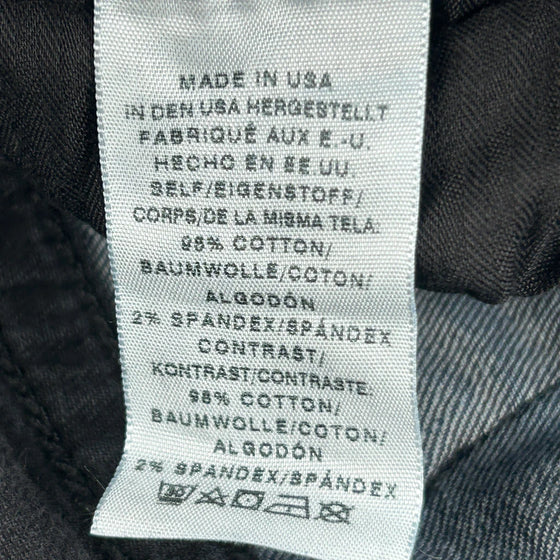 MADE IN USA
IN DEN USA HERGESTELLT
FABRIQUÉ AUX É.-U.
HECHO EN EE.UU.
SELF/EIGENSTOFF/
CORPS/DE LA MISMA TELA:
98% COTTON/
BAUMWOLLE/COTON/
ALGODÓN
2% SPANDEX/SPÁNDEX
CONTRAST/
KONTRAST/CONTRASTE:
98% COTTON/
BAUMWOLLE/COTON/
ALGODÓN
2% SPANDEX/SPÁNDEX